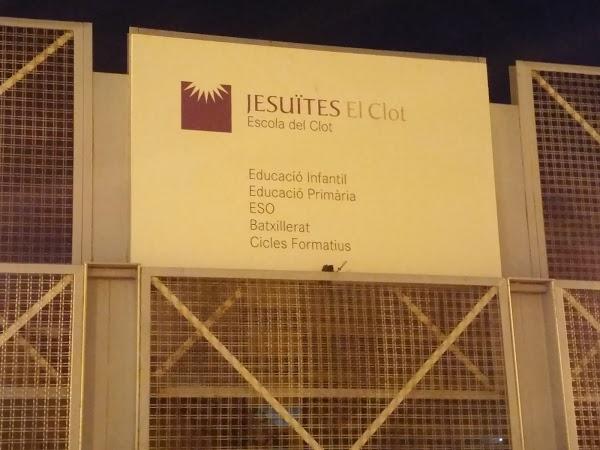 JESUÏTES El Clot
Escola del Clot
Educació Infantil
Educació Primària
ESO
Batxillerat
Cicles Formatius